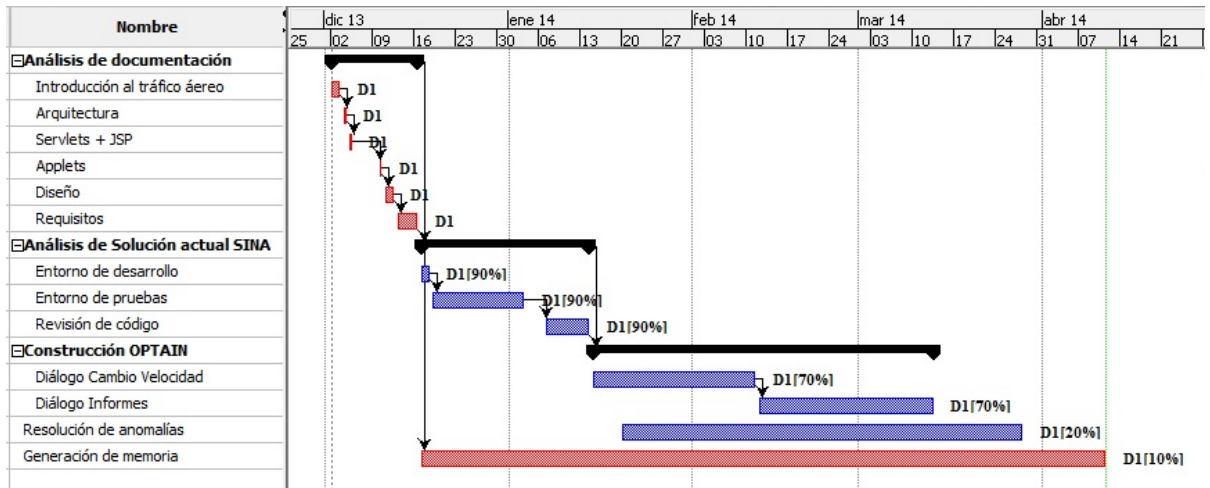 Nombre
dic 13 ene 14 feb 14 mar 14 abr 14
25 02 09 16 23 30 06 13 20 27 03 10 17 24 03 10 17 24 31 07 14 21
Análisis de documentación
Introducción al tráfico áereo D1
Arquitectura D1
Servlets + JSP D1
Applets D1
Diseño D1
Requisitos D1
Análisis de Solución actual SINA
Entorno de desarrollo D1[90%]
Entorno de pruebas D1[90%]
Revisión de código D1[90%]
Construcción OPTAIN
Diálogo Cambio Velocidad D1[70%]
Diálogo Informes D1[70%]
Resolución de anomalías D1[20%]
Generación de memoria D1[10%]